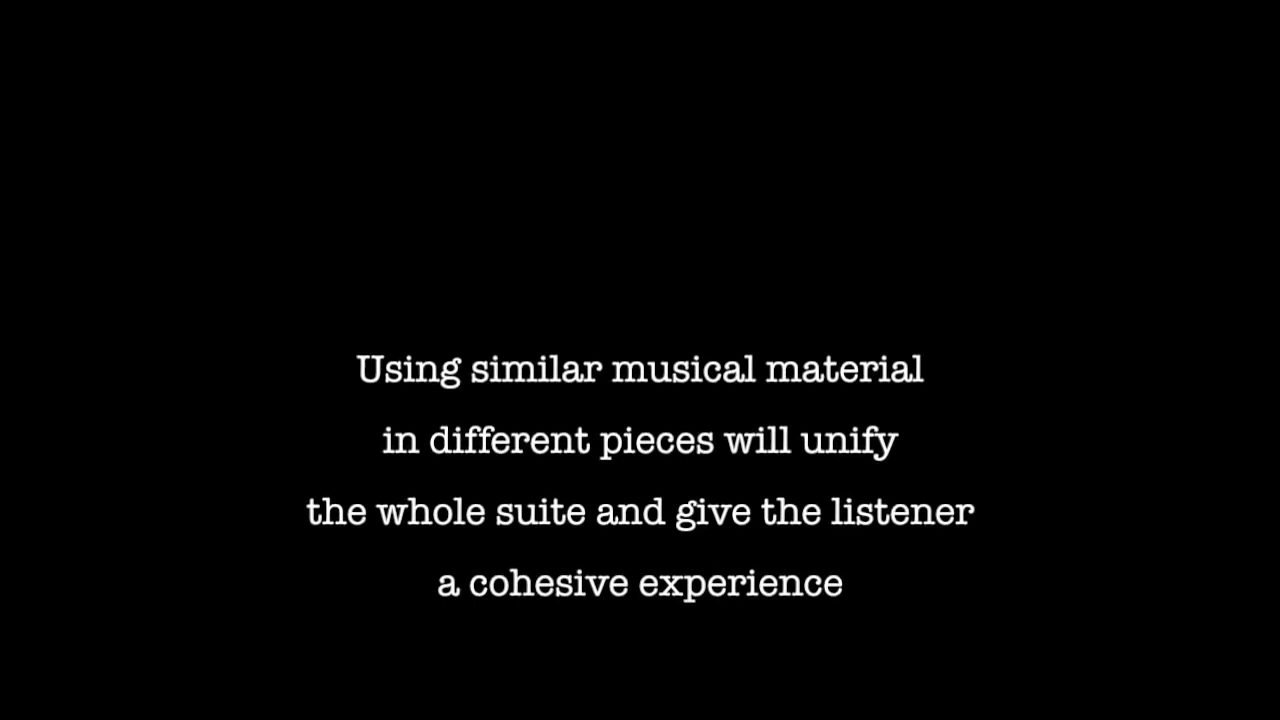 Using similar musical material
in different pieces will unify
the whole suite and give the listener
a cohesive experience